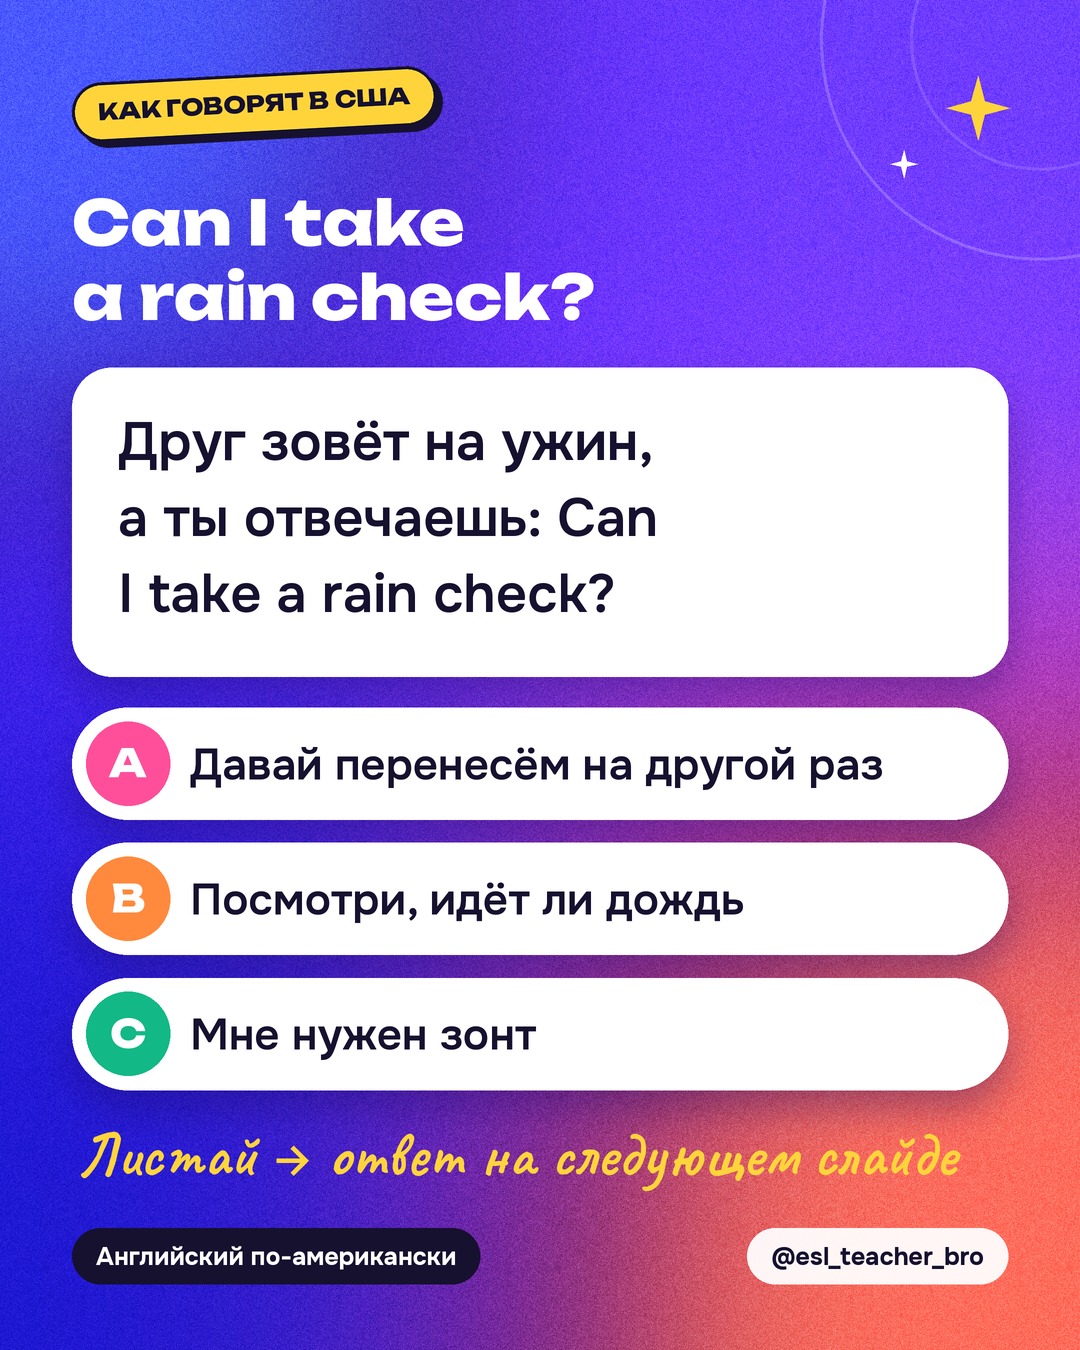 КАК ГОВОРЯТ В США
Can I take
a rain check?
Друг зовёт на ужин,
а ты отвечаешь: Can
I take a rain check?
A Давай перенесём на другой раз
B Посмотри, идёт ли дождь
C Мне нужен зонт
Листай → ответ на следующем слайде
Английский по-американски
@esl_teacher_bro